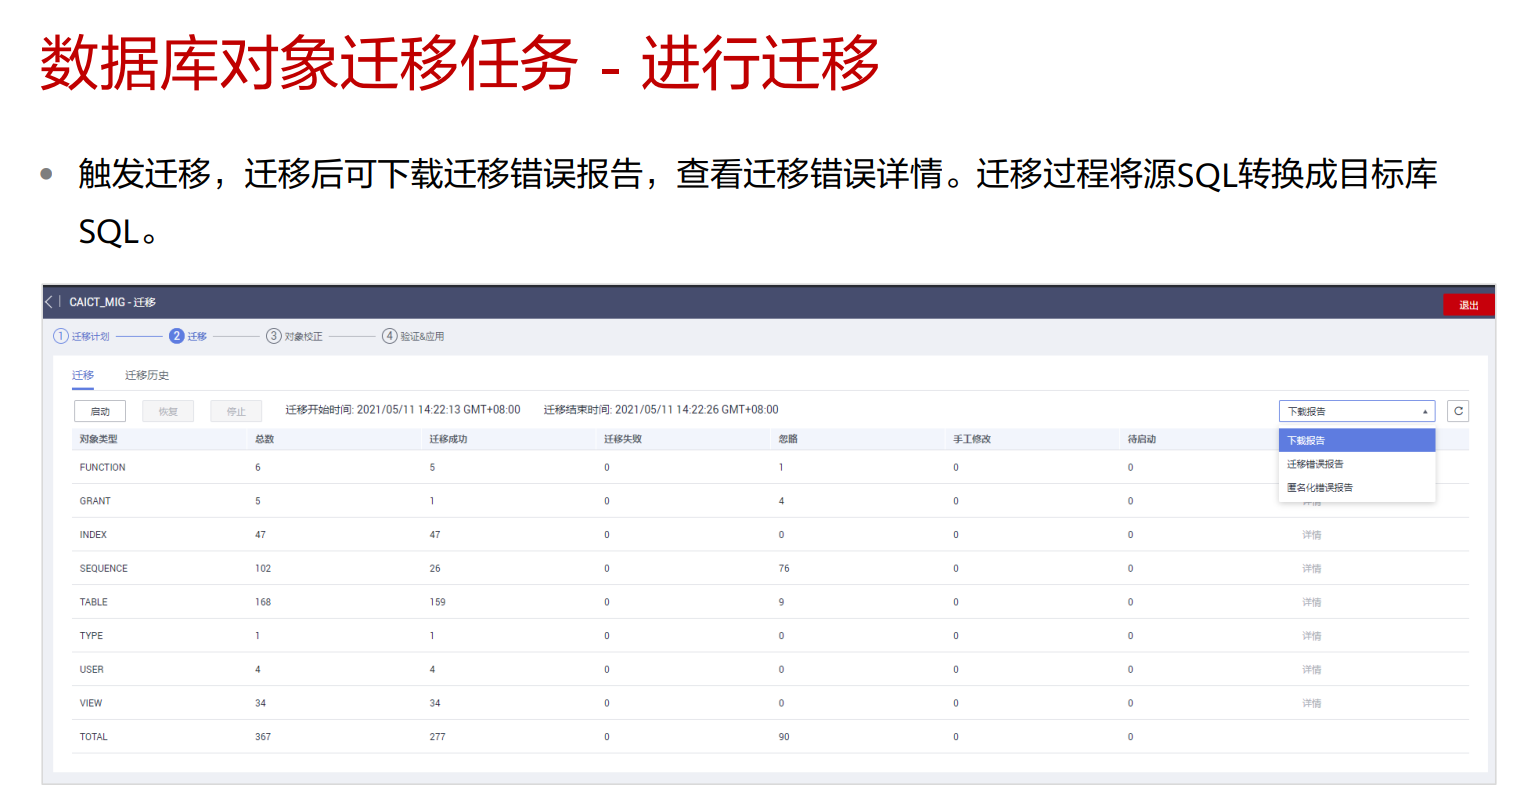 数据库对象迁移任务 - 进行迁移
• 触发迁移，迁移后可下载迁移错误报告，查看迁移错误详情。迁移过程将源SQL转换成目标库
SQL。
CAICT_MIG - 迁移 退出
1 迁移计划 2 迁移 3 对象校正 4 验证&应用
迁移 迁移历史
启动 恢复 停止 迁移开始时间: 2021/05/11 14:22:13 GMT+08:00 迁移结束时间: 2021/05/11 14:22:26 GMT+08:00 下载报告
对象类型 总数 迁移成功 迁移失败 忽略 手工修改 待启动 下载报告
FUNCTION 6 5 0 1 0 0 迁移错误报告
匿名化错误报告
GRANT 5 1 0 4 0 0 详情
INDEX 47 47 0 0 0 0 详情
SEQUENCE 102 26 0 76 0 0 详情
TABLE 168 159 0 9 0 0 详情
TYPE 1 1 0 0 0 0 详情
USER 4 4 0 0 0 0 详情
VIEW 34 34 0 0 0 0 详情
TOTAL 367 277 0 90 0 0